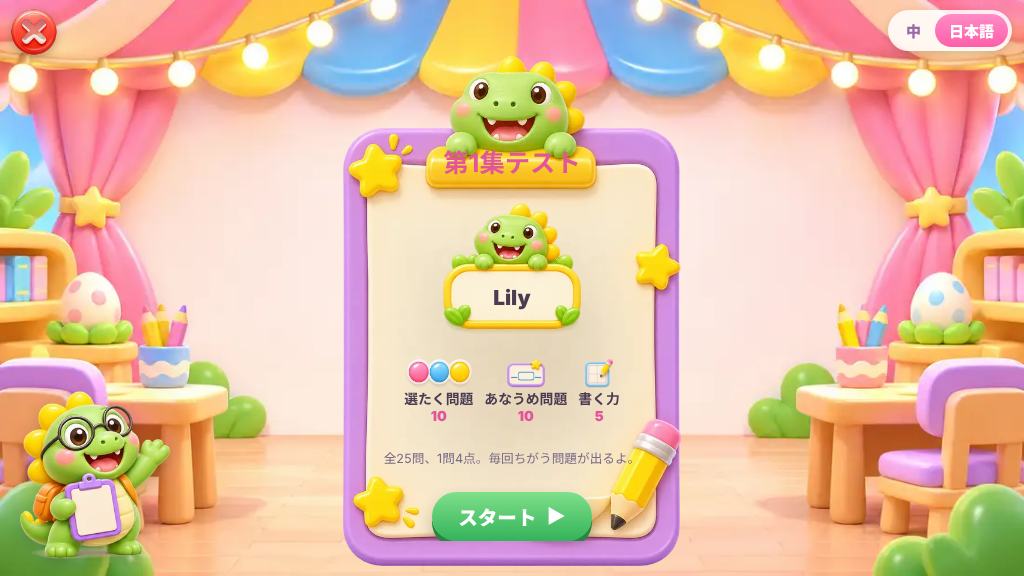 中 日本語
第1集テスト
Lily
選たく問題 あなうめ問題 書く力
10 10 5
全25問、1問4点。毎回ちがう問題が出るよ。
スタート ▶